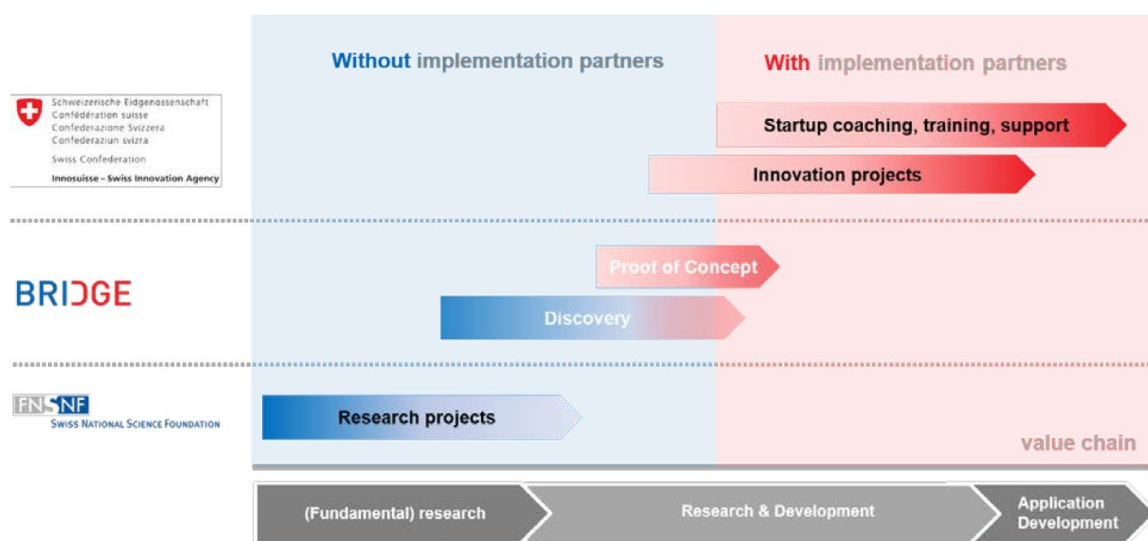 Without implementation partners
With implementation partners
Schweizerische Eidgenossenschaft
Confédération suisse
Confederazione Svizzera
Confederaziun svizra
Swiss Confederation
Innosuisse – Swiss Innovation Agency
Startup coaching, training, support
Innovation projects
BRIDGE
Proof of Concept
Discovery
FNSNF
SWISS NATIONAL SCIENCE FOUNDATION
Research projects
value chain
(Fundamental) research
Research & Development
Application
Development